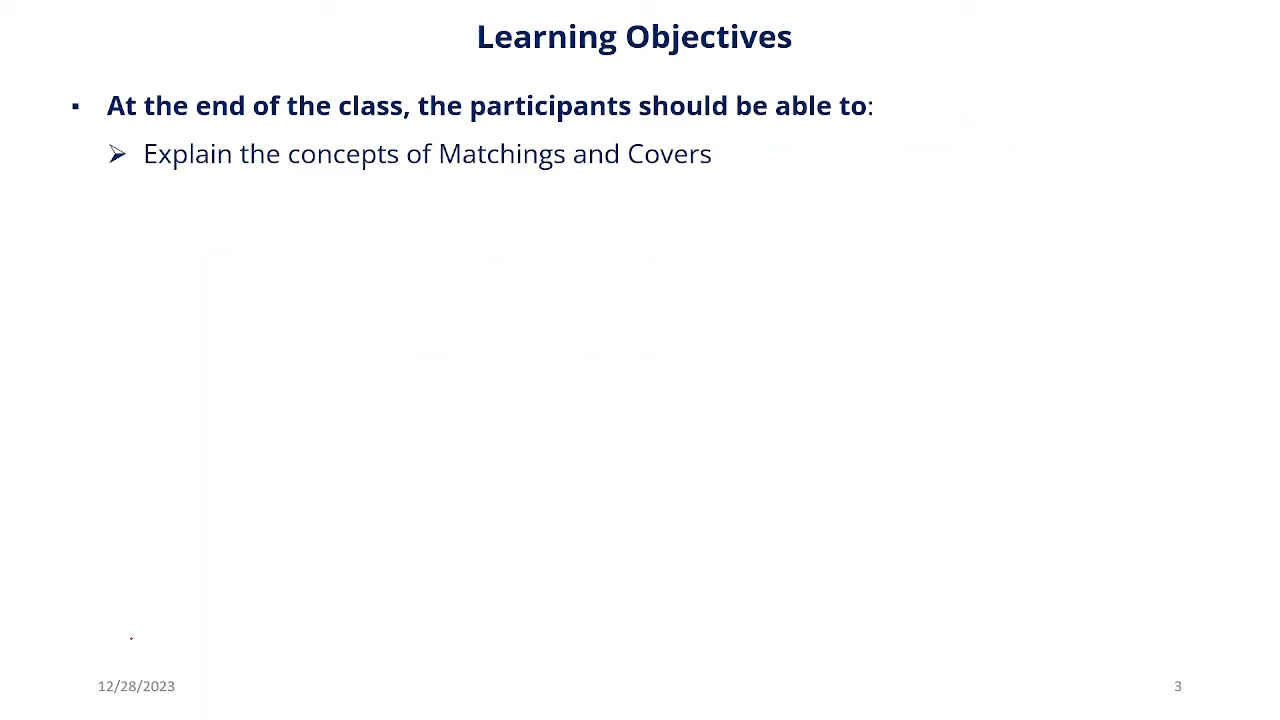 Learning Objectives
▪ At the end of the class, the participants should be able to:
➢ Explain the concepts of Matchings and Covers
12/28/2023
3